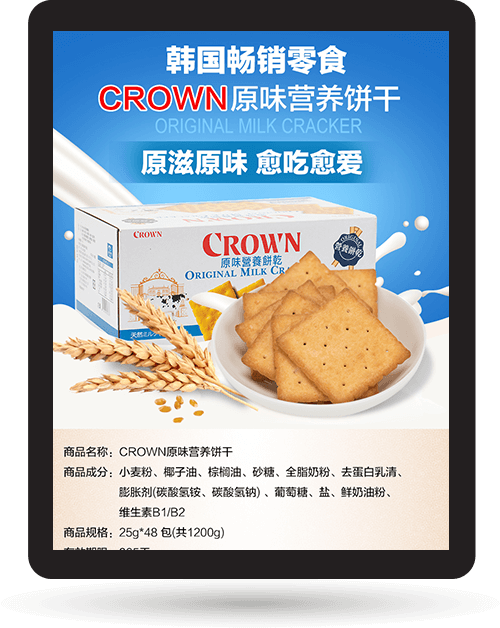 韩国畅销零食
CROWN原味营养饼干
ORIGINAL MILK CRACKER
原滋原味 愈吃愈爱
CROWN
CROWN
原味營養餅乾
ORIGINAL MILK CRA
營養餅乾
商品名称：CROWN原味营养饼干
商品成分：小麦粉、椰子油、棕榈油、砂糖、全脂奶粉、去蛋白乳清、
膨胀剂(碳酸氢铵、碳酸氢钠) 、葡萄糖、盐、鲜奶油粉、
维生素B1/B2
商品规格：25g*48 包(共1200g)